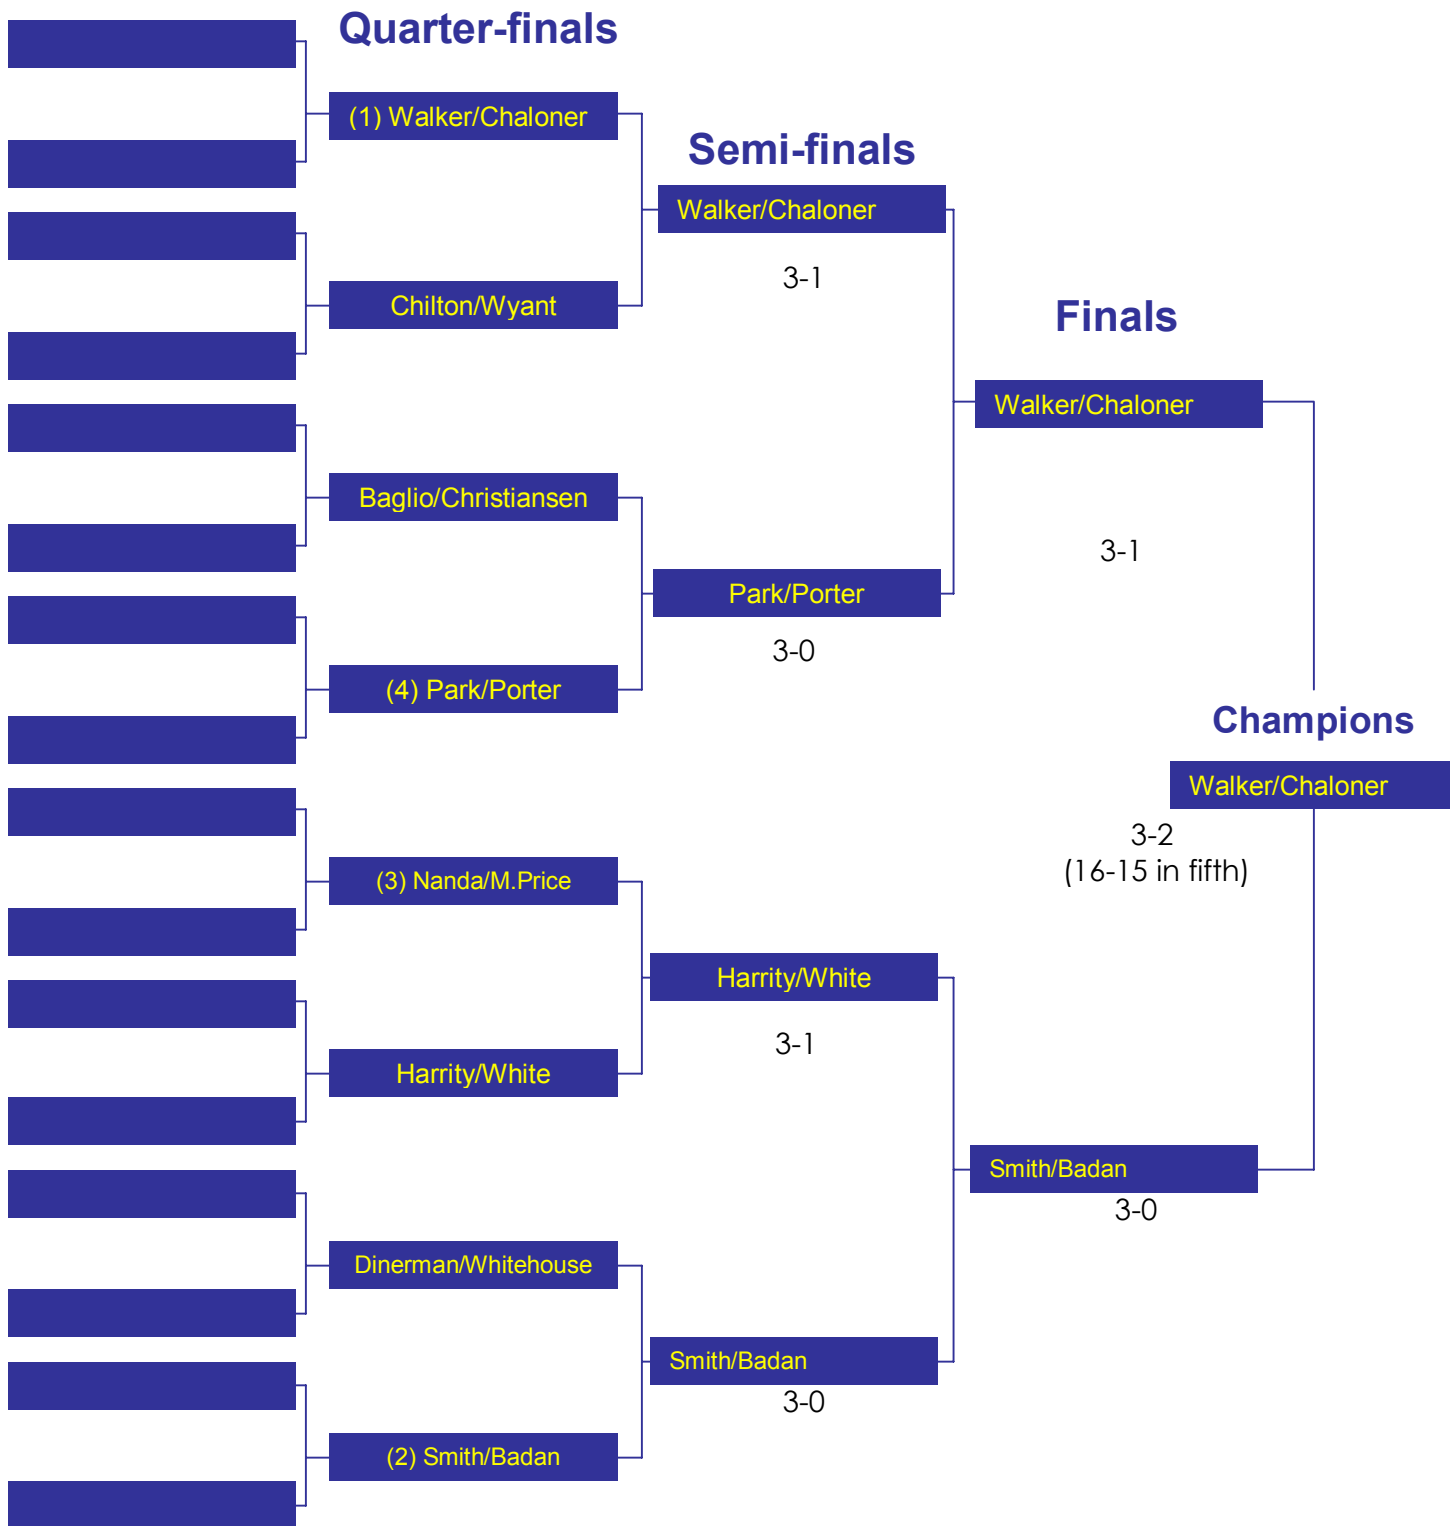 Quarter-finals
(1) Walker/Chaloner
Semi-finals
Walker/Chaloner
3-1
Chilton/Wyant
Finals
Walker/Chaloner
Baglio/Christiansen
3-1
Park/Porter
3-0
(4) Park/Porter
Champions
Walker/Chaloner
3-2
(16-15 in fifth)
(3) Nanda/M.Price
Harrity/White
3-1
Harrity/White
Smith/Badan
3-0
Dinerman/Whitehouse
Smith/Badan
3-0
(2) Smith/Badan